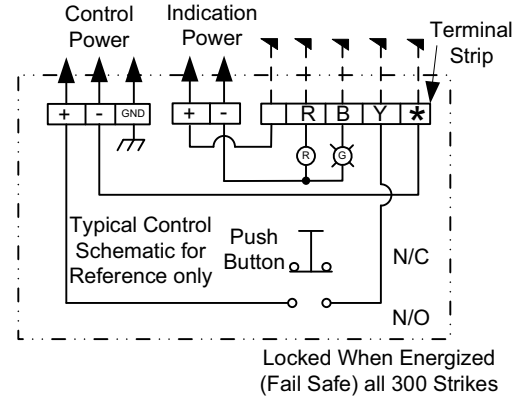 Control
Power
Indication
Power
Terminal
Strip
+ - GND
+ -
R B Y *
R G
Typical Control
Schematic for
Reference only
Push
Button
N/C
N/O
Locked When Energized
(Fail Safe) all 300 Strikes